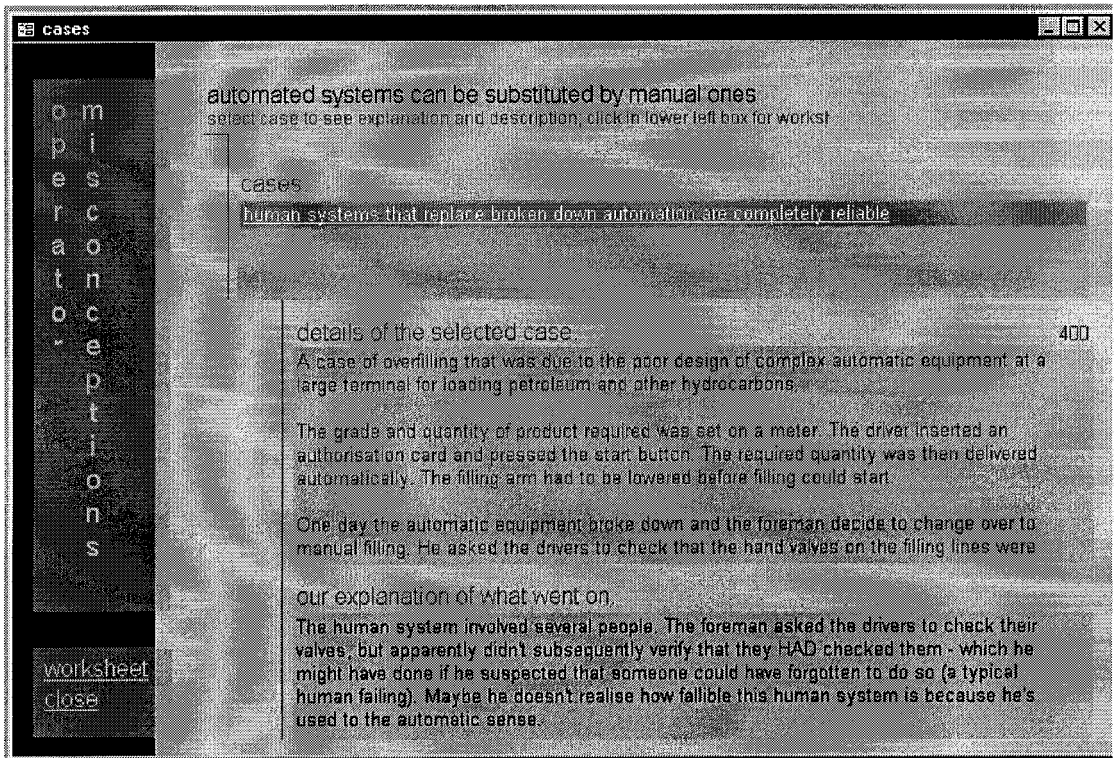 cases
operator
misconceptions
automated systems can be substituted by manual ones
select case to see explanation and description, click in lower left box for works!
cases
human systems that replace broken down automation are completely reliable
details of the selected case. 400
A case of overfilling that was due to the poor design of complex automatic equipment at a
large terminal for loading petroleum and other hydrocarbons.
The grade and quantity of product required was set on a meter. The driver inserted an
authorisation card and pressed the start button. The required quantity was then delivered
automatically. The filling arm had to be lowered before filling could start.
One day the automatic equipment broke down and the foreman decide to change over to
manual filling. He asked the drivers to check that the hand valves on the filling lines were
our explanation of what went on.
The human system involved several people. The foreman asked the drivers to check their
valves, but apparently didn't subsequently verify that they HAD checked them - which he
might have done if he suspected that someone could have forgotten to do so (a typical
human failing). Maybe he doesn't realise how fallible this human system is because he's
used to the automatic sense.
worksheet
close